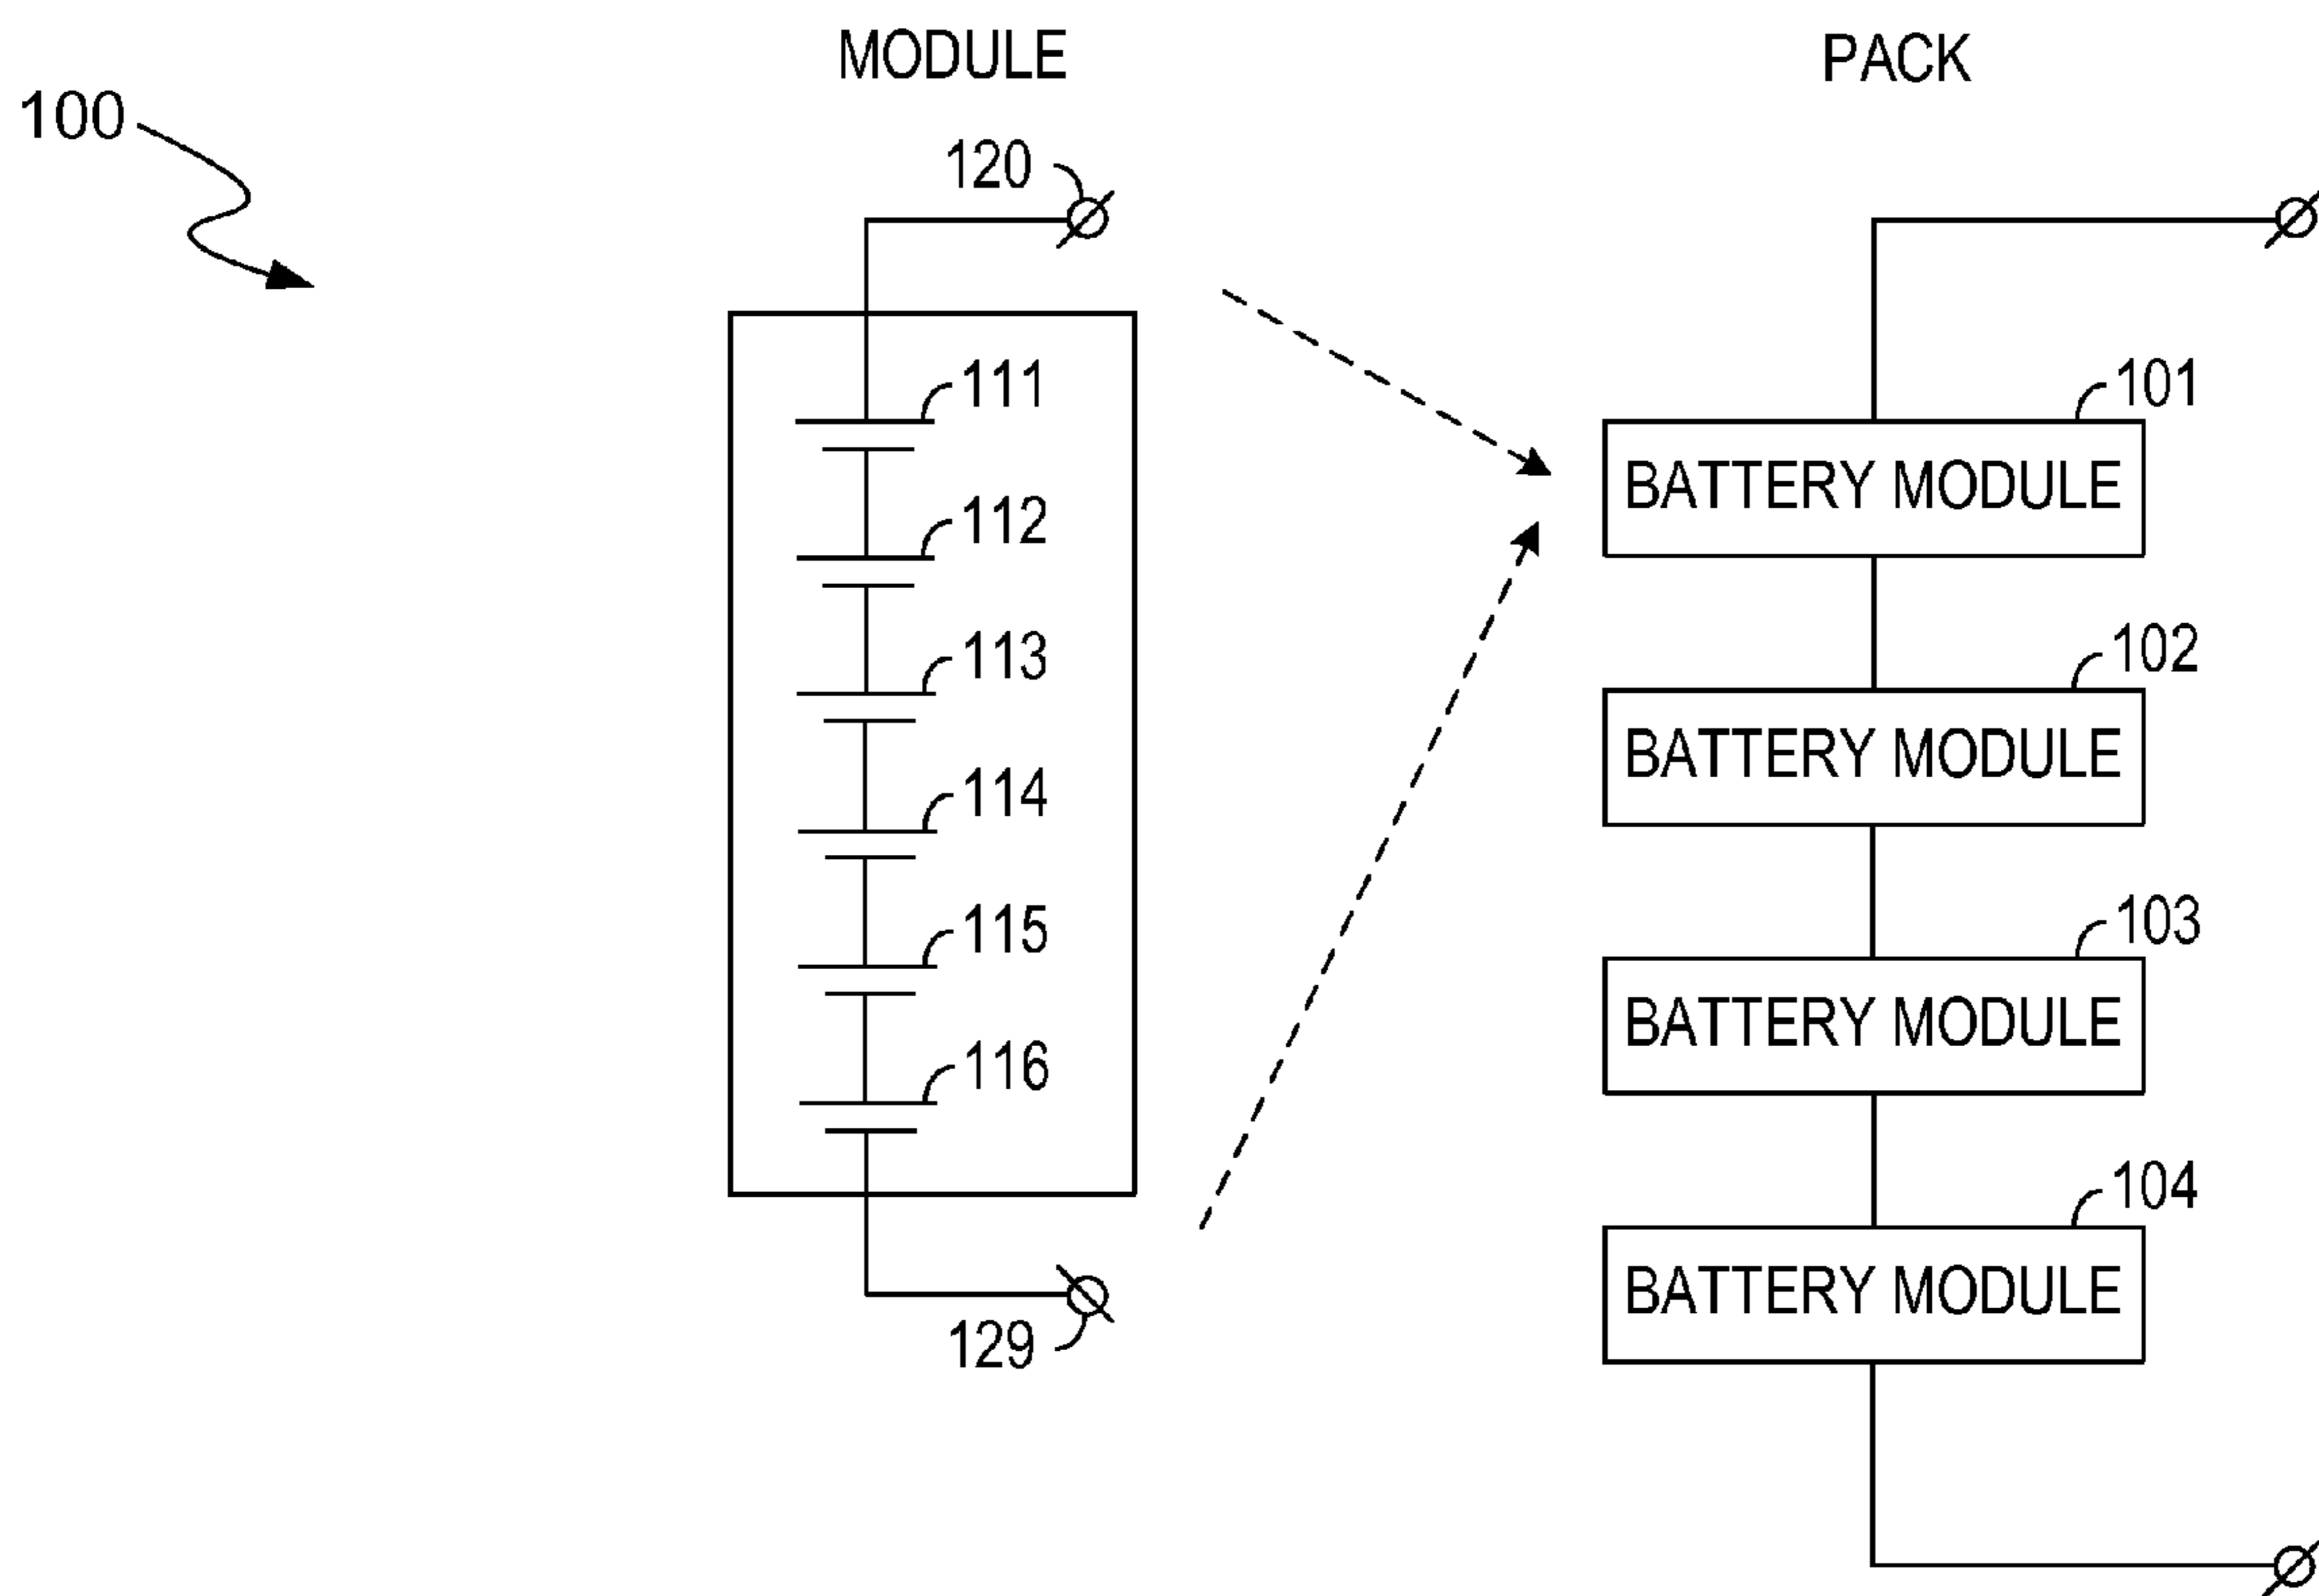 MODULE
PACK
100
120
111
112
113
114
115
116
129
101
BATTERY MODULE
102
BATTERY MODULE
103
BATTERY MODULE
104
BATTERY MODULE